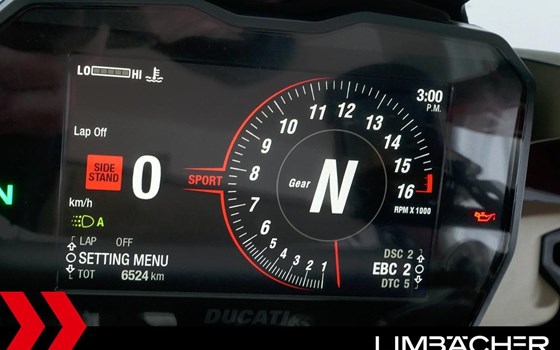 LO HI
3:00
P.M.
Lap Off
SIDE
STAND
0
km/h
A
LAP OFF
SETTING MENU
TOT 6524 km
SPORT
Gear N
1
2
3
4
5
6
7
8
9
10
11
12
13
14
15
16
RPM X 1000
DSC 2
EBC 2
DTC 5
N
DUCATI
LIMBÄCHER